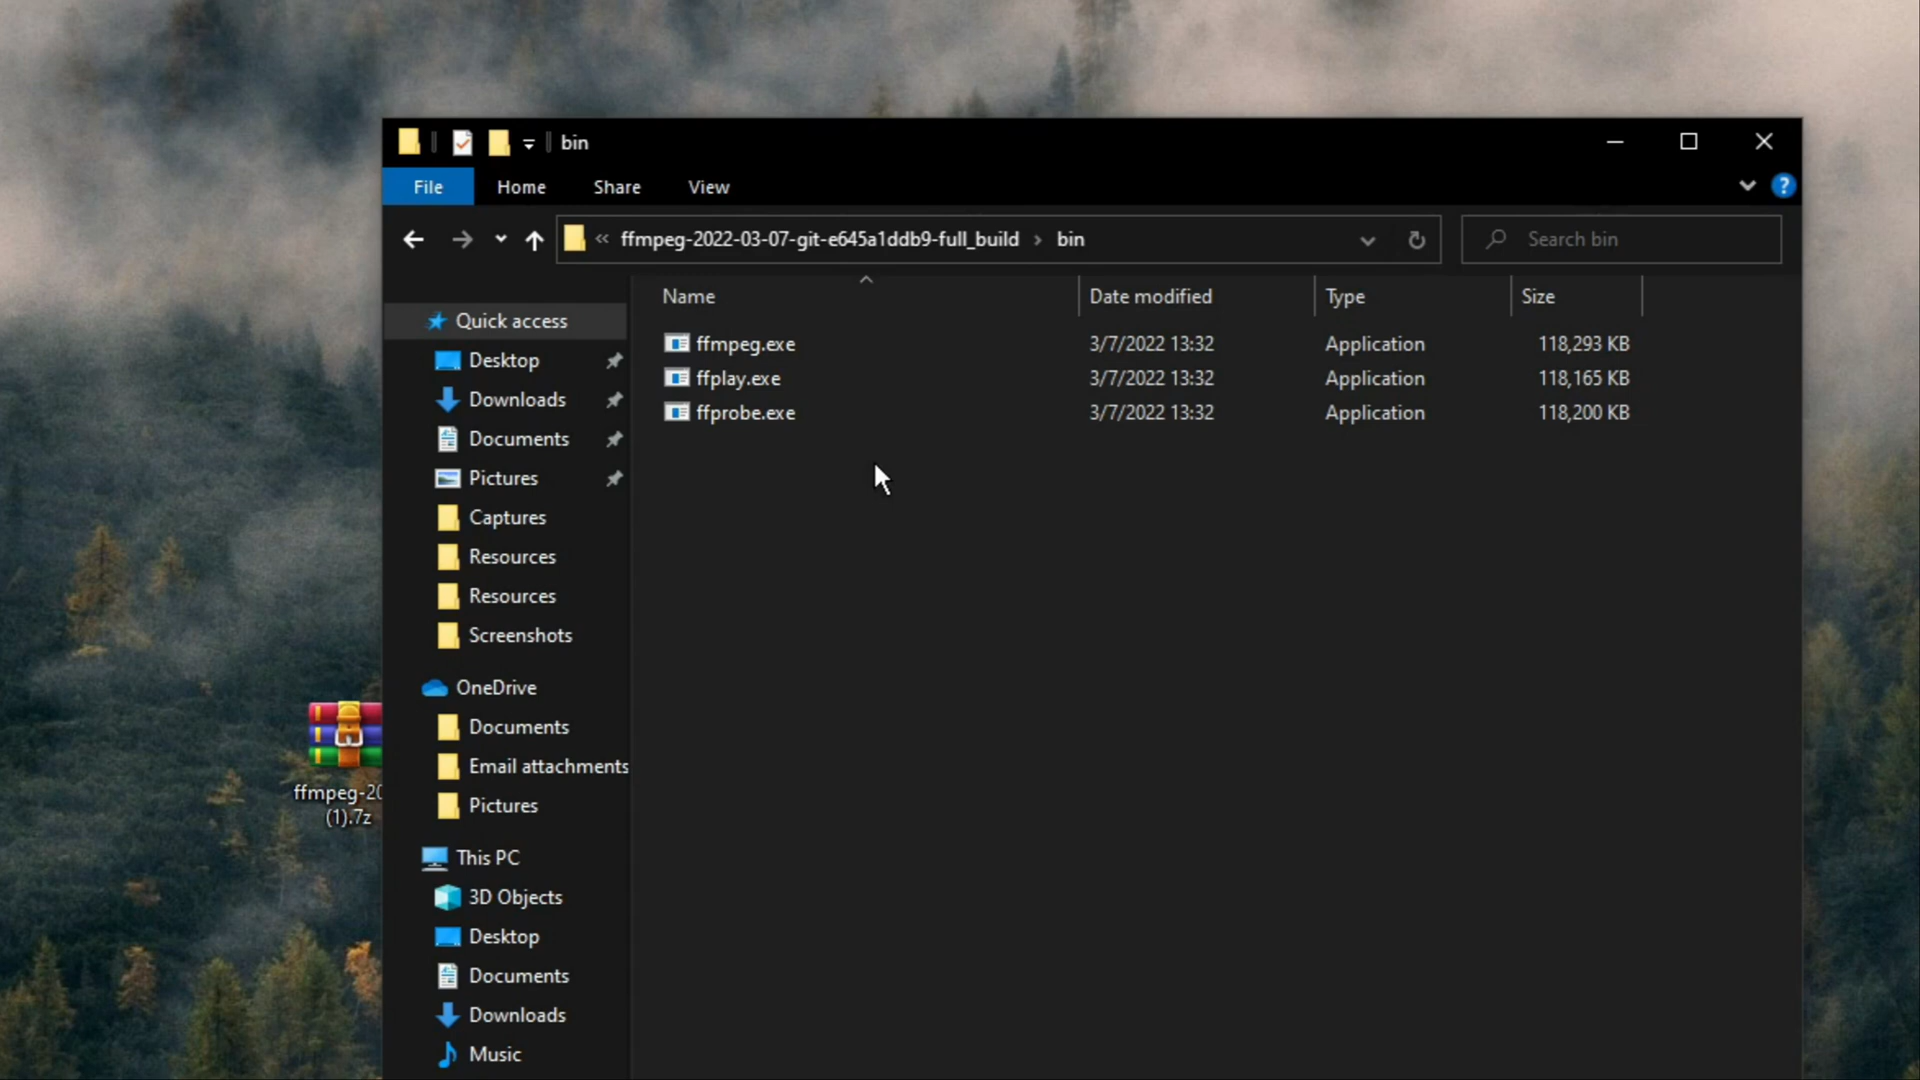 bin
File Home Share View
« ffmpeg-2022-03-07-git-e645a1ddb9-full_build > bin
Search bin
Name Date modified Type Size
ffmpeg.exe 3/7/2022 13:32 Application 118,293 KB
ffplay.exe 3/7/2022 13:32 Application 118,165 KB
ffprobe.exe 3/7/2022 13:32 Application 118,200 KB
Quick access
Desktop
Downloads
Documents
Pictures
Captures
Resources
Resources
Screenshots
OneDrive
Documents
Email attachments
Pictures
This PC
3D Objects
Desktop
Documents
Downloads
Music
ffmpeg-20
(1).7z